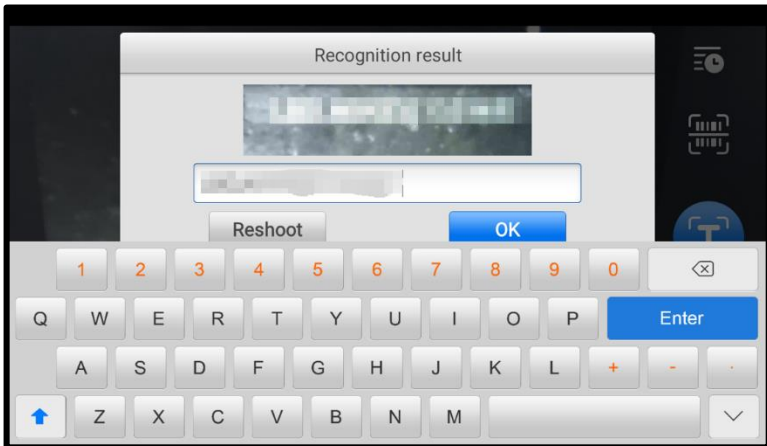 Recognition result
Reshoot
OK
1 2 3 4 5 6 7 8 9 0
Q W E R T Y U I O P Enter
A S D F G H J K L + - ·
Z X C V B N M